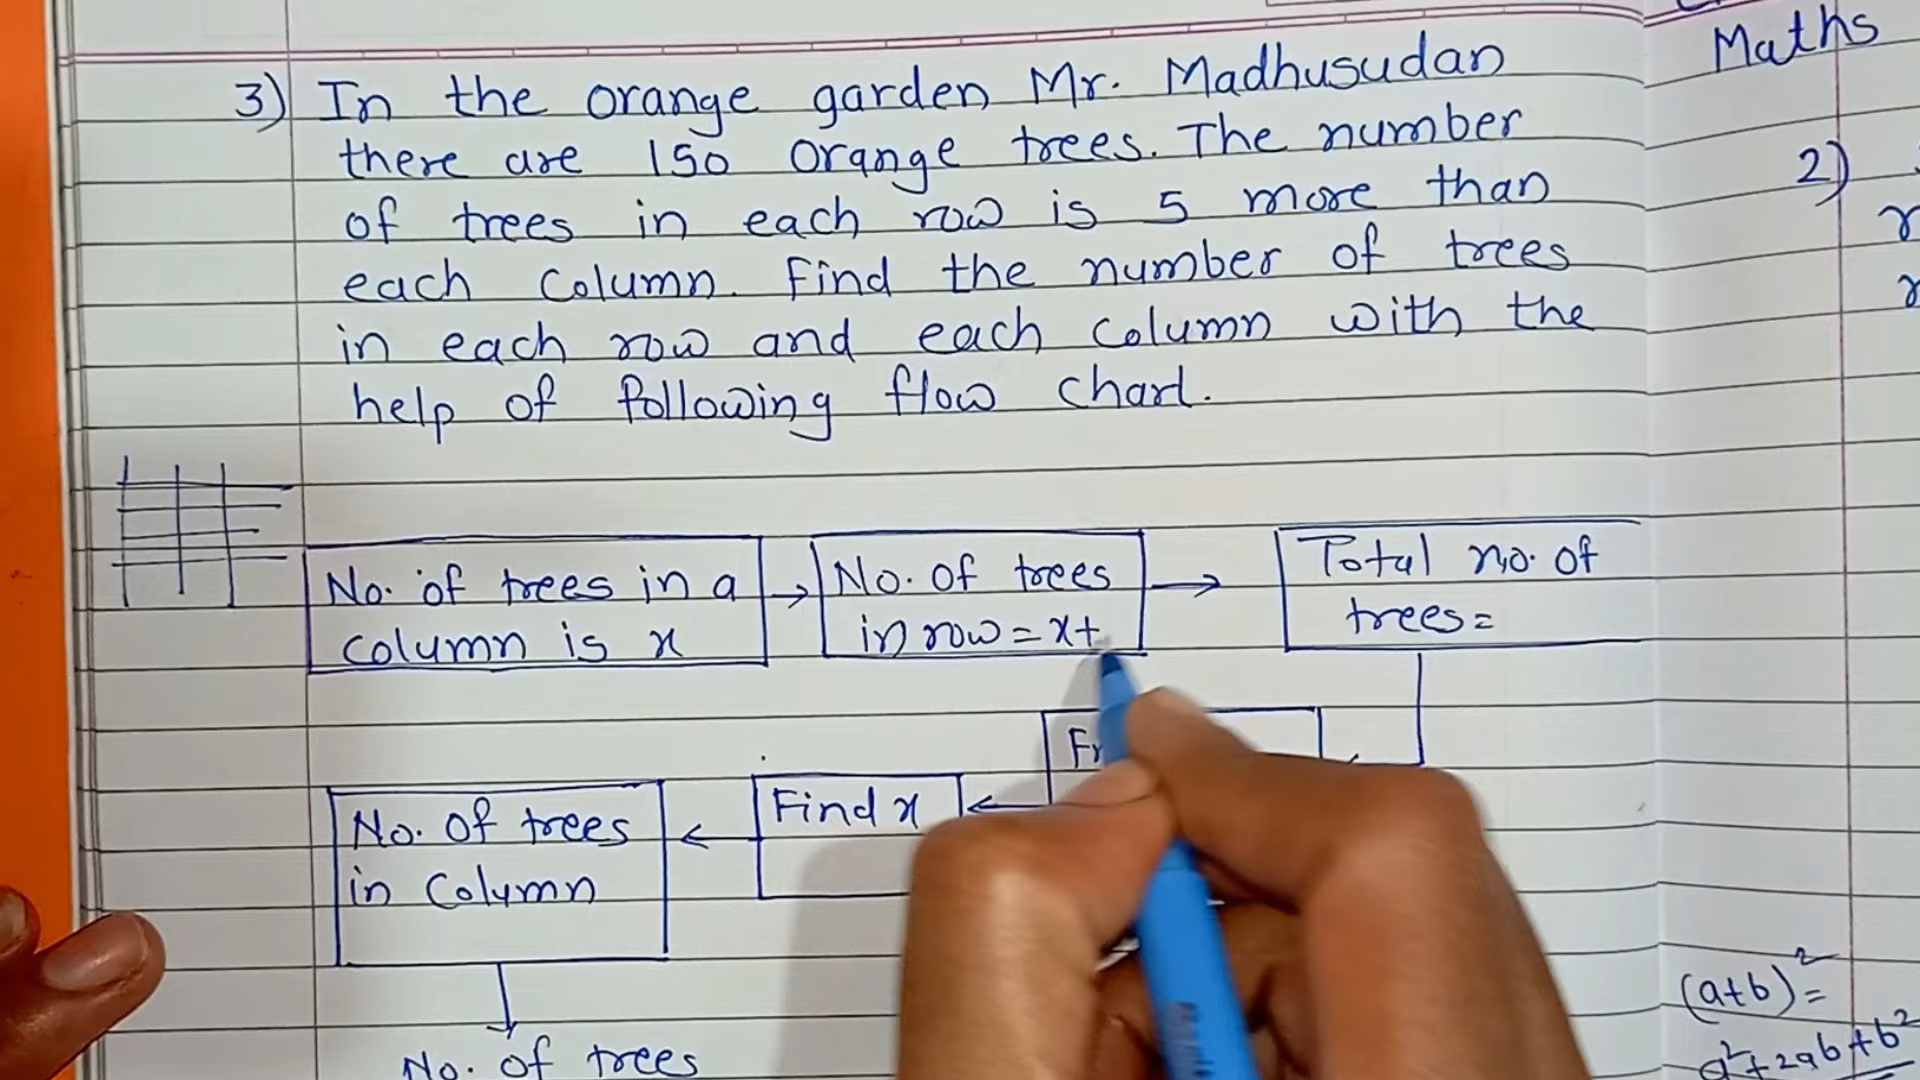 Maths
3) In the orange garden Mr. Madhusudan
there are 150 orange trees. The number
of trees in each row is 5 more than
each column. Find the number of trees
in each row and each column with the
help of following flow chart.
2)
No. of trees in a
column is x
No. of trees
in row = x+
Total no. of
trees =
Find x
No. of trees
in column
No. of trees
(a+b)² =
a²+2ab+b²